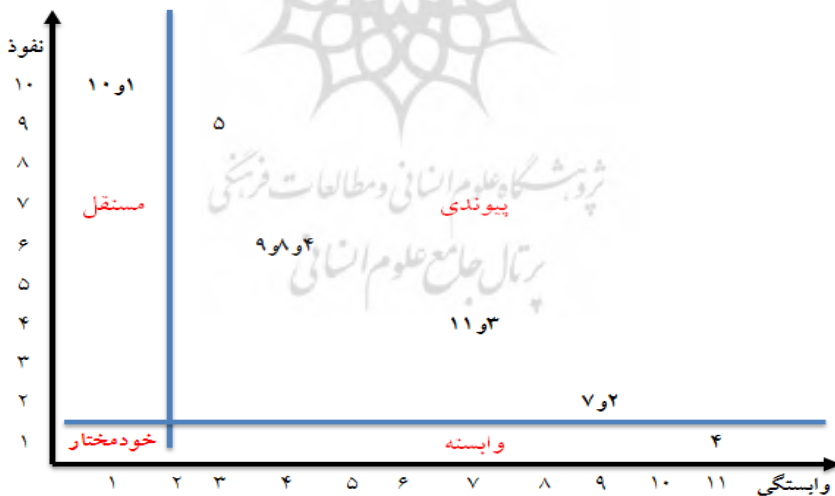 نفوذ
۱۰ ۱و۱۰
۹ ۵
۸
پژوهشگاه علوم انسانی و مطالعات فرهنگی
۷ مستقل پیوندی
۶ ۴و۸و۹
پرتال جامع علوم انسانی
۵
۴ ۳و۱۱
۳
۲ ۲و۷
۱ خودمختار وابسته ۴
۱ ۲ ۳ ۴ ۵ ۶ ۷ ۸ ۹ ۱۰ ۱۱ وابستگی